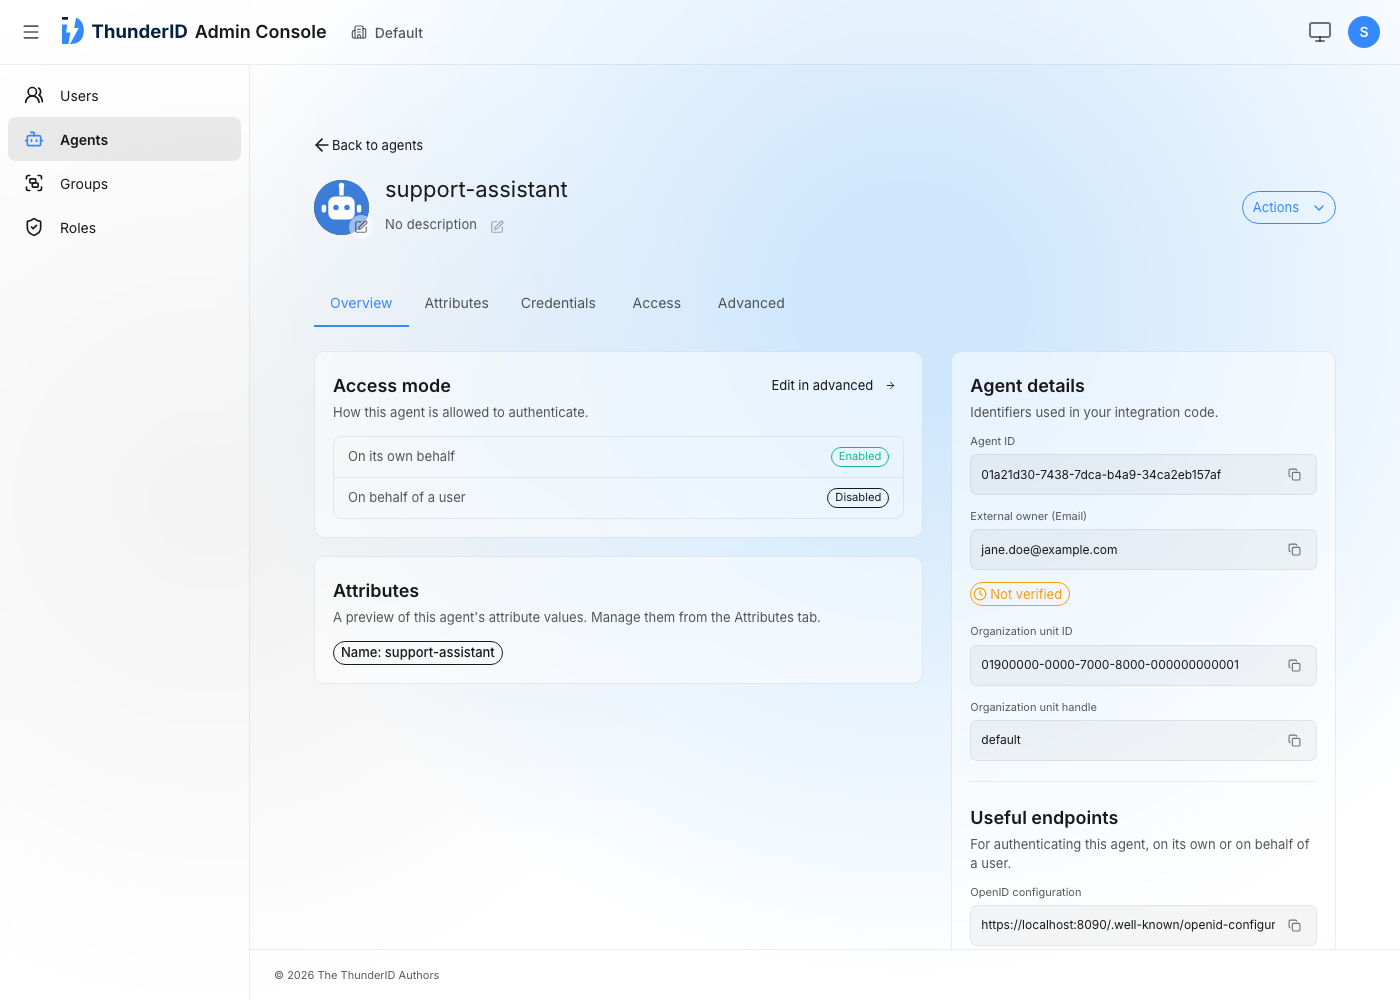 ThunderID Admin Console
Default
S
Users
Agents
Groups
Roles
Back to agents
support-assistant
No description
Actions
Overview
Attributes
Credentials
Access
Advanced
Access mode
Edit in advanced
How this agent is allowed to authenticate.
On its own behalf
Enabled
On behalf of a user
Disabled
Attributes
A preview of this agent's attribute values. Manage them from the Attributes tab.
Name: support-assistant
Agent details
Identifiers used in your integration code.
Agent ID
01a21d30-7438-7dca-b4a9-34ca2eb157af
External owner (Email)
jane.doe@example.com
Not verified
Organization unit ID
01900000-0000-7000-8000-000000000001
Organization unit handle
default
Useful endpoints
For authenticating this agent, on its own or on behalf of
a user.
OpenID configuration
https://localhost:8090/.well-known/openid-configur
© 2026 The ThunderID Authors